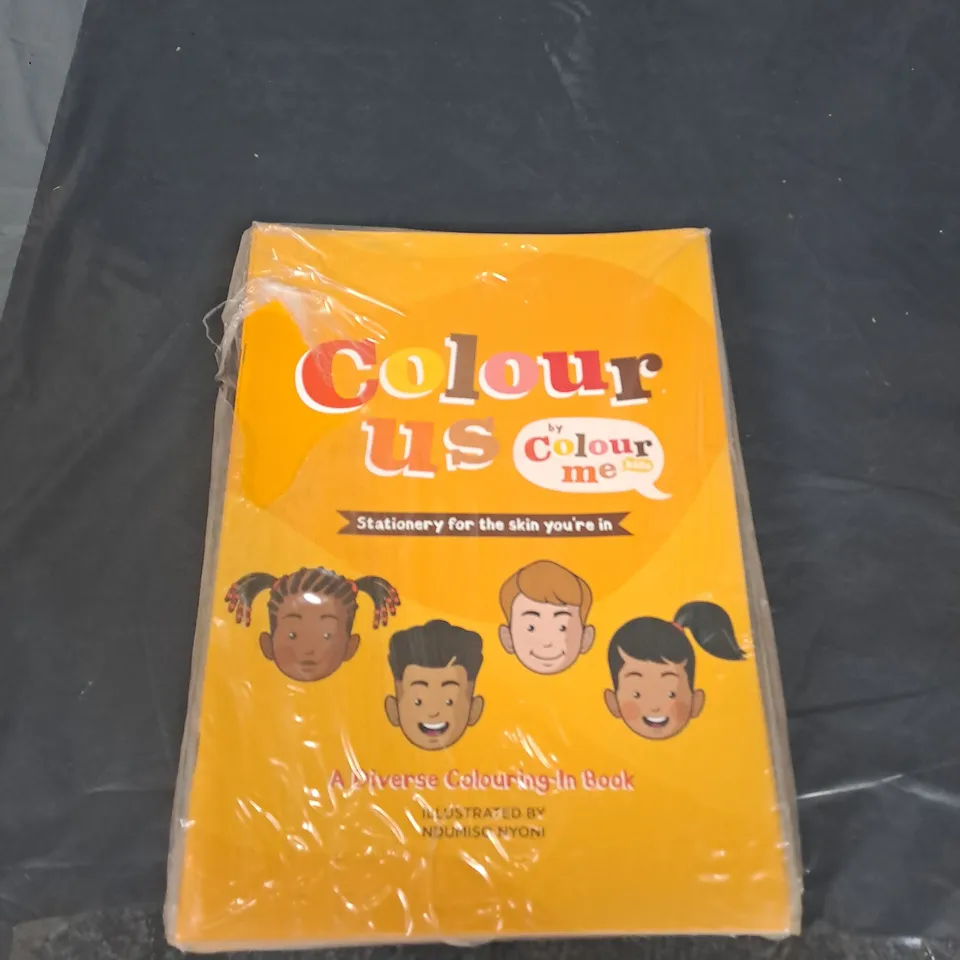 Colour
us
by
Colour
me kids
Stationery for the skin you're in
A Diverse Colouring-In Book
ILLUSTRATED BY
NDUMISO NYONI